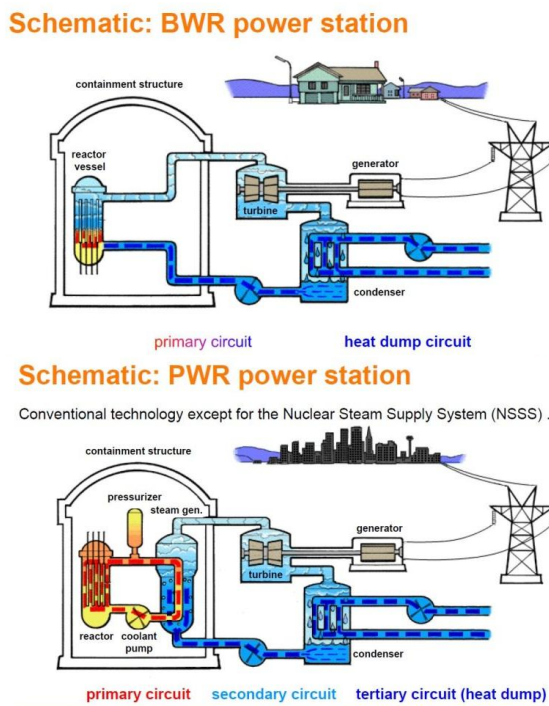 Schematic: BWR power station
containment structure
reactor
vessel
generator
turbine
condenser
primary circuit
heat dump circuit
Schematic: PWR power station
Conventional technology except for the Nuclear Steam Supply System (NSSS) .
containment structure
pressurizer
steam gen.
generator
turbine
reactor
coolant
pump
condenser
primary circuit
secondary circuit
tertiary circuit (heat dump)